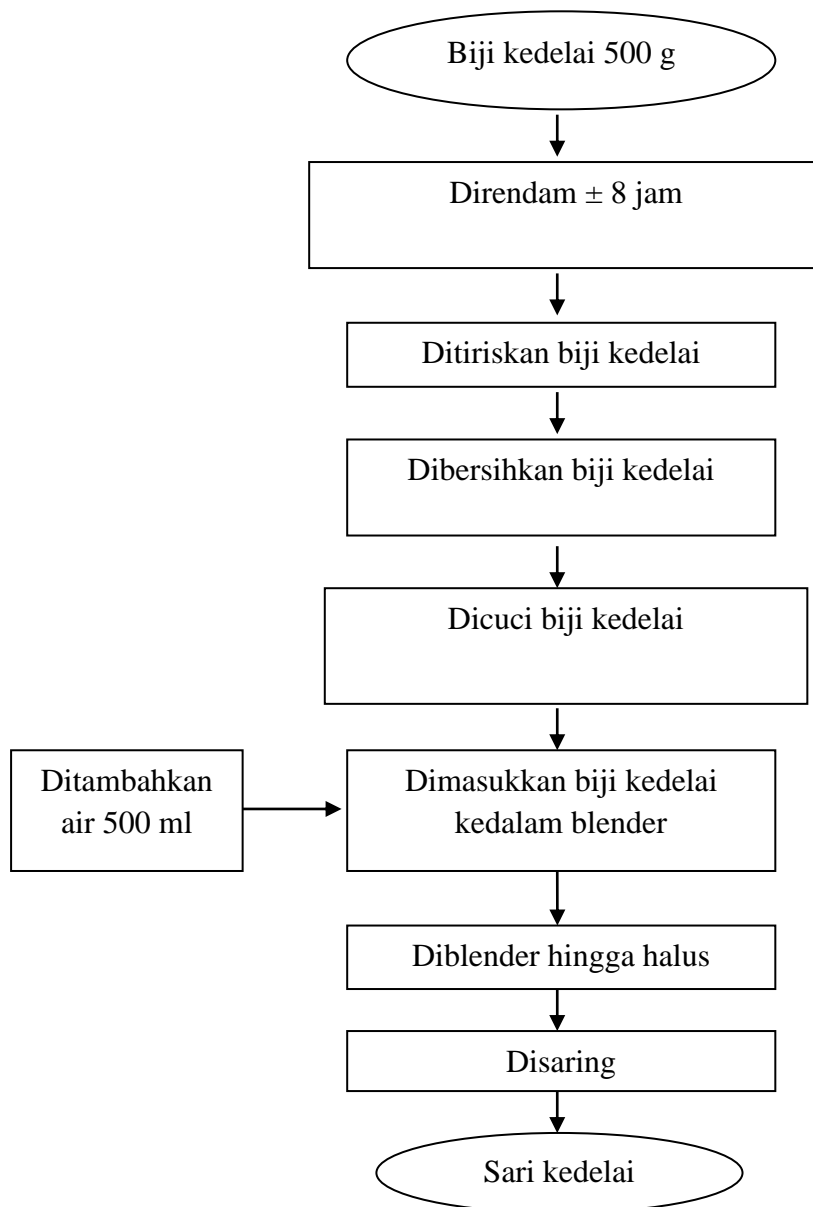 Biji kedelai 500 g
Direndam ± 8 jam
Ditiriskan biji kedelai
Dibersihkan biji kedelai
Dicuci biji kedelai
Ditambahkan
air 500 ml
Dimasukkan biji kedelai
kedalam blender
Diblender hingga halus
Disaring
Sari kedelai